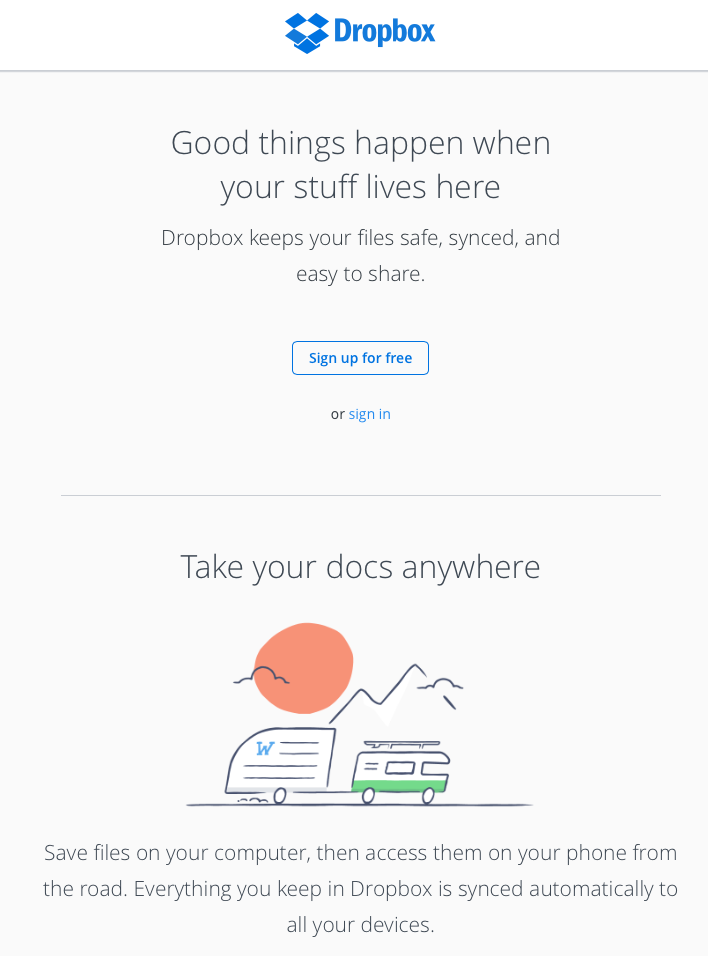 Dropbox
Good things happen when
your stuff lives here
Dropbox keeps your files safe, synced, and
easy to share.
Sign up for free
or sign in
Take your docs anywhere
W
Save files on your computer, then access them on your phone from
the road. Everything you keep in Dropbox is synced automatically to
all your devices.